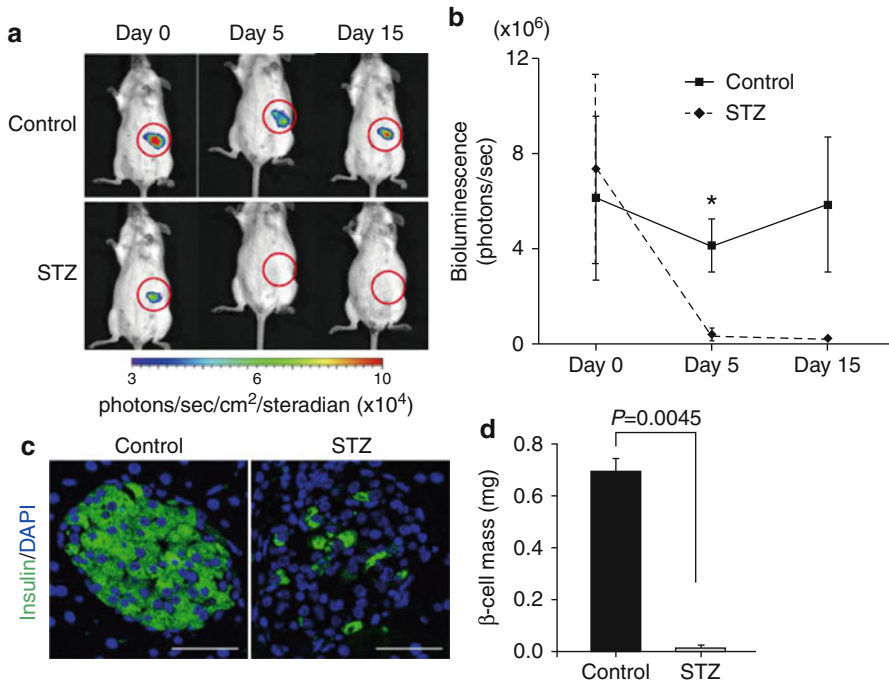 a
Day 0 Day 5 Day 15
Control
STZ
3 6 10
photons/sec/cm²/steradian (x10⁴)
b
(x10⁶)
12
8
4
0
Bioluminescence
(photons/sec)
Control
STZ
*
Day 0 Day 5 Day 15
c
Control STZ
Insulin/DAPI
d
P=0.0045
0.8
0.6
0.4
0.2
0.0
β-cell mass (mg)
Control STZ